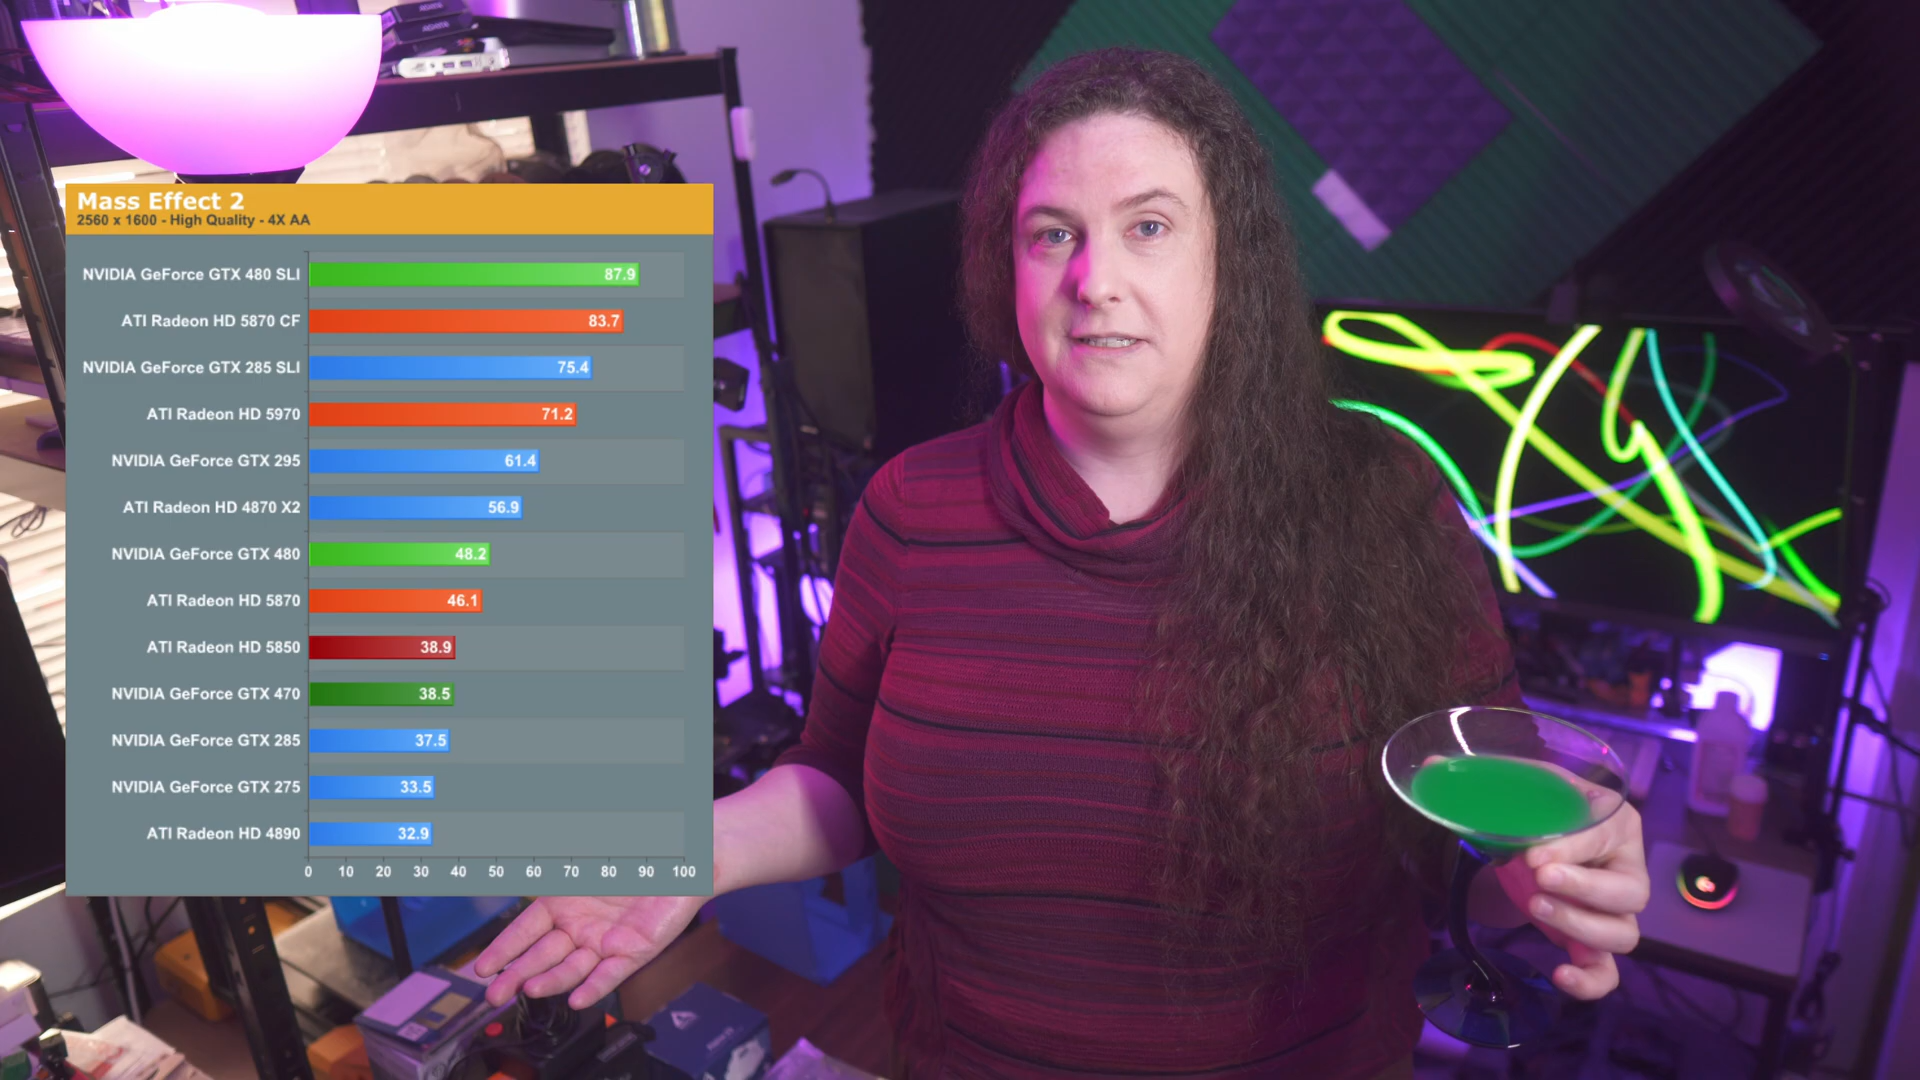 Mass Effect 2
2560 x 1600 - High Quality - 4X AA
NVIDIA GeForce GTX 480 SLI 87.9
ATI Radeon HD 5870 CF 83.7
NVIDIA GeForce GTX 285 SLI 75.4
ATI Radeon HD 5970 71.2
NVIDIA GeForce GTX 295 61.4
ATI Radeon HD 4870 X2 56.9
NVIDIA GeForce GTX 480 48.2
ATI Radeon HD 5870 46.1
ATI Radeon HD 5850 38.9
NVIDIA GeForce GTX 470 38.5
NVIDIA GeForce GTX 285 37.5
NVIDIA GeForce GTX 275 33.5
ATI Radeon HD 4890 32.9
0 10 20 30 40 50 60 70 80 90 100